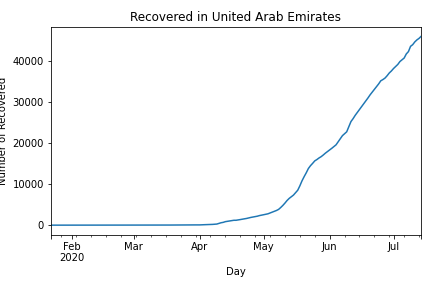 Recovered in United Arab Emirates
Number of Recovered
40000
30000
20000
10000
0
Feb
2020
Mar
Apr
May
Jun
Jul
Day